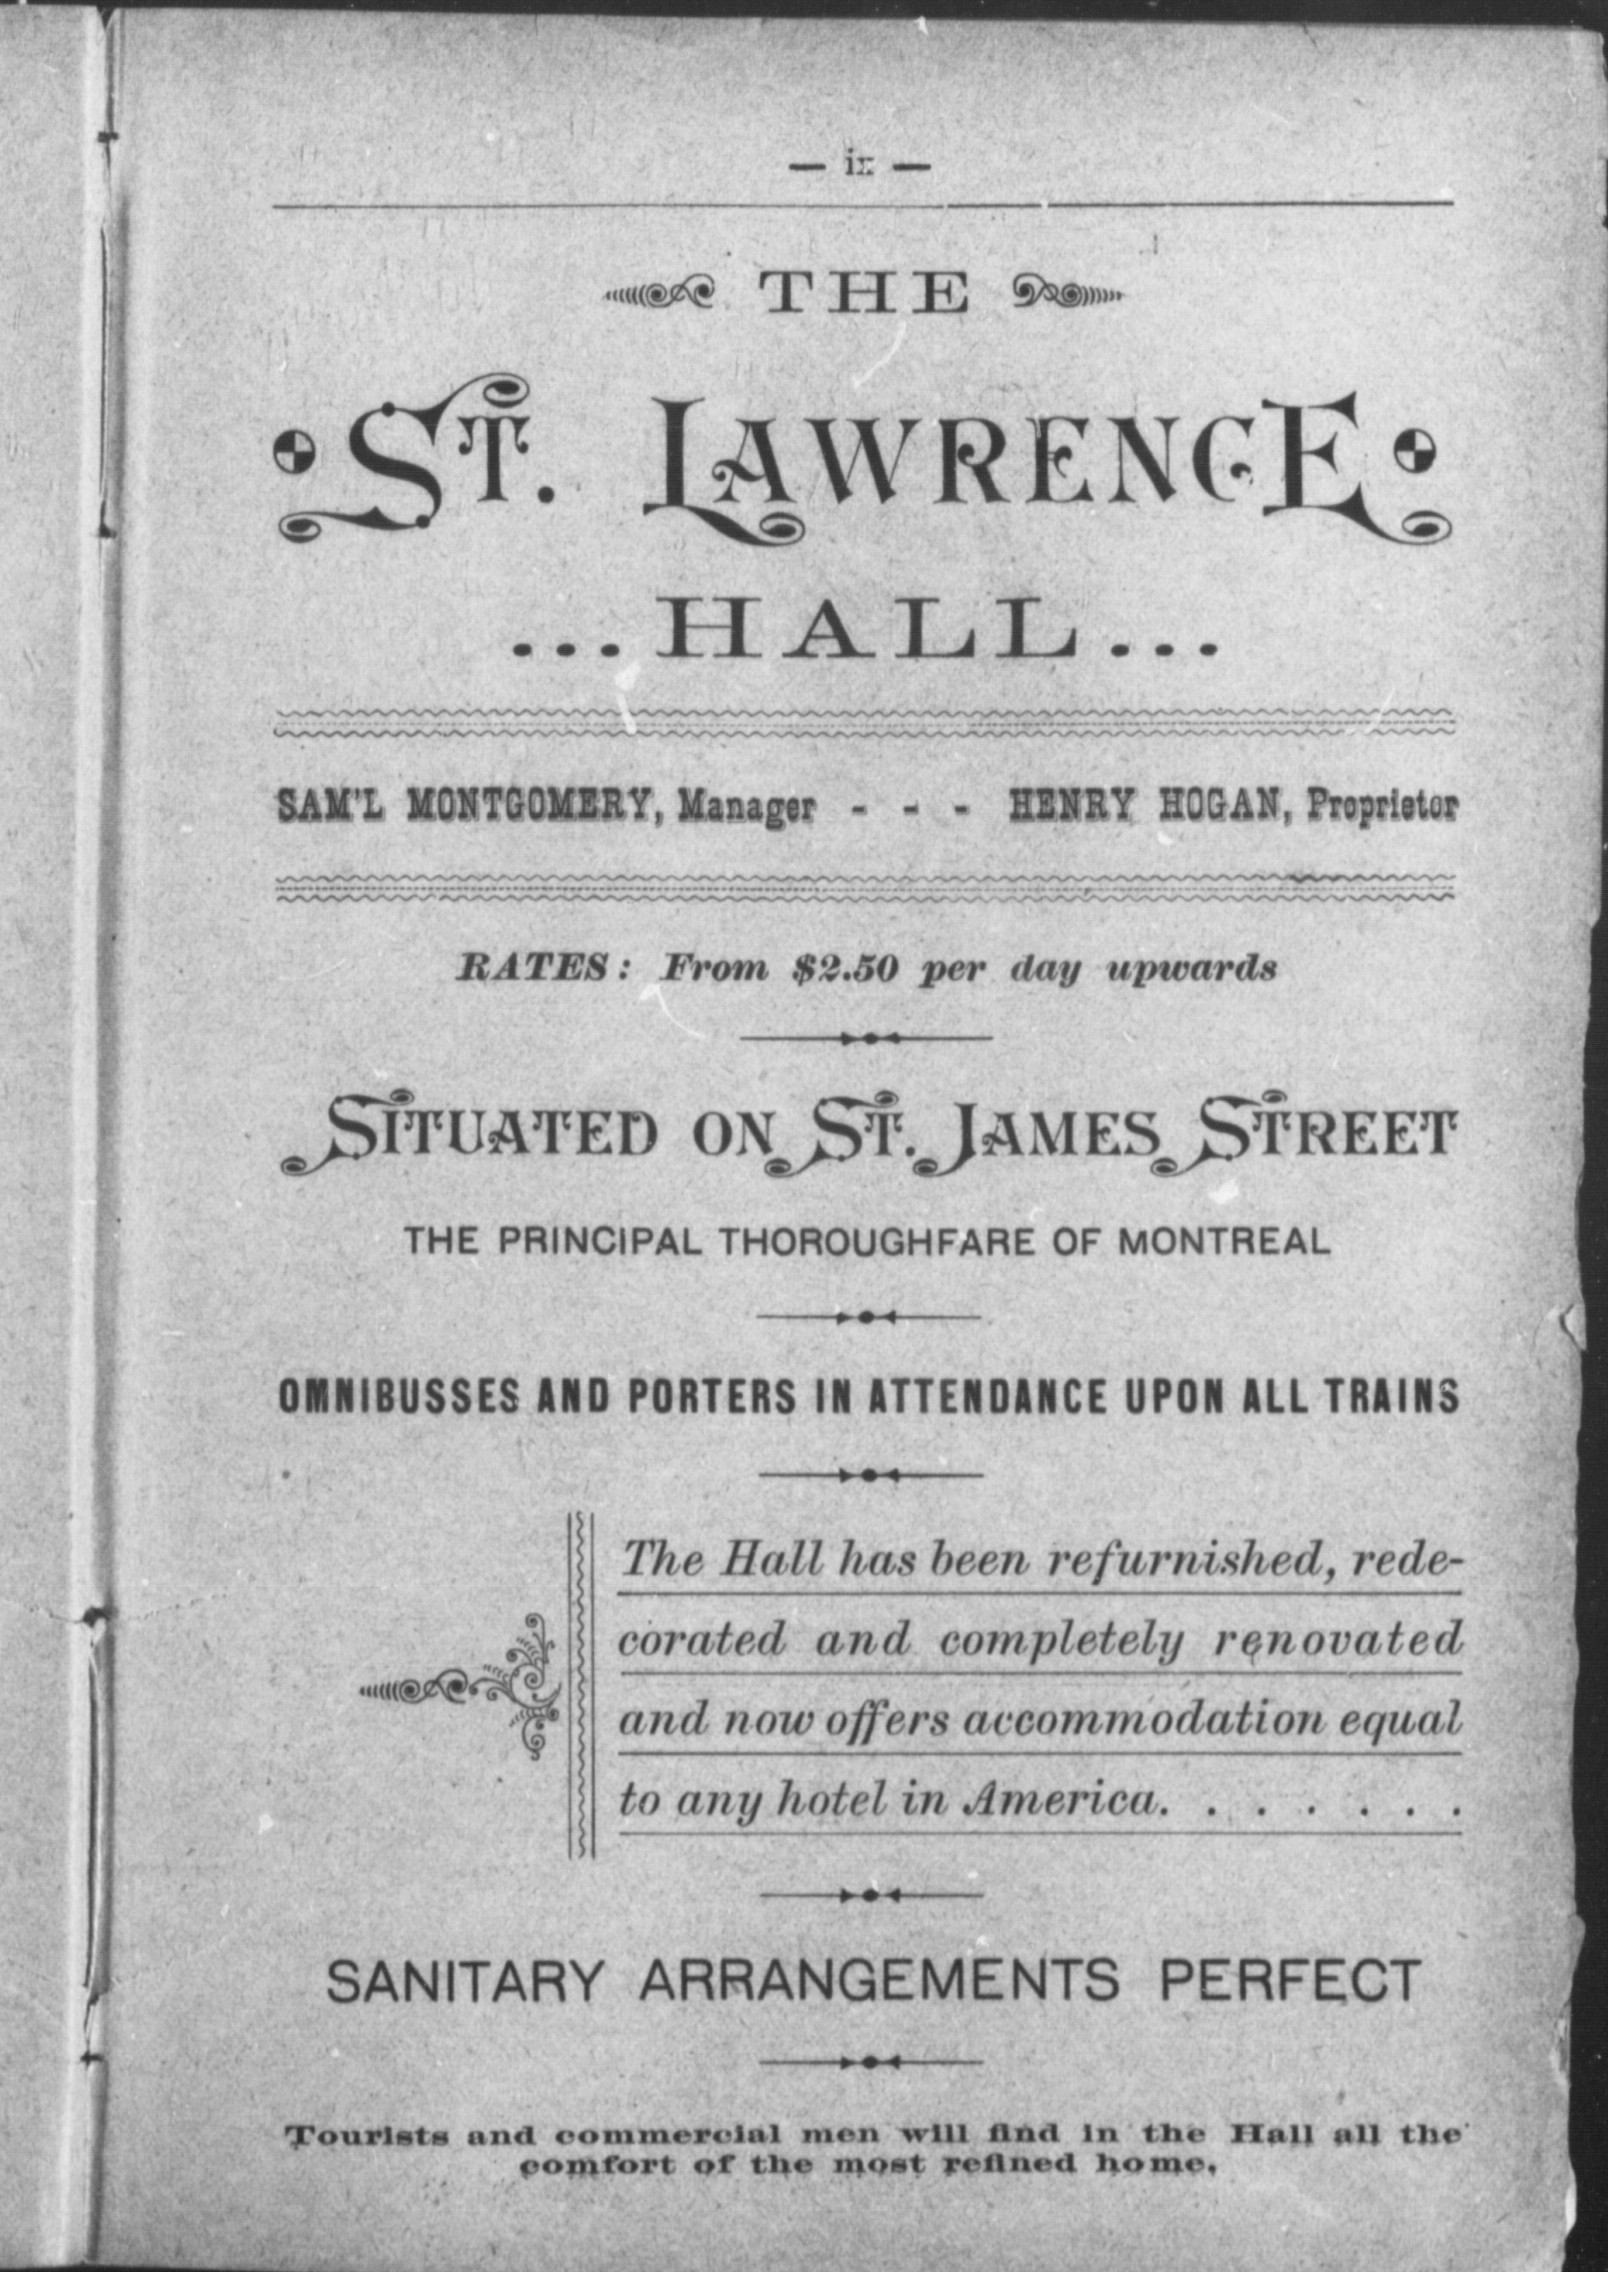 — ix —
THE
ST. LAWRENCE
...HALL...
SAM'L MONTGOMERY, Manager - - - HENRY HOGAN, Proprietor
RATES: From $2.50 per day upwards
SITUATED ON ST. JAMES STREET
THE PRINCIPAL THOROUGHFARE OF MONTREAL
OMNIBUSSES AND PORTERS IN ATTENDANCE UPON ALL TRAINS
The Hall has been refurnished, rede-
corated and completely renovated
and now offers accommodation equal
to any hotel in America. . . . . . .
SANITARY ARRANGEMENTS PERFECT
Tourists and commercial men will find in the Hall all the
comfort of the most refined home.